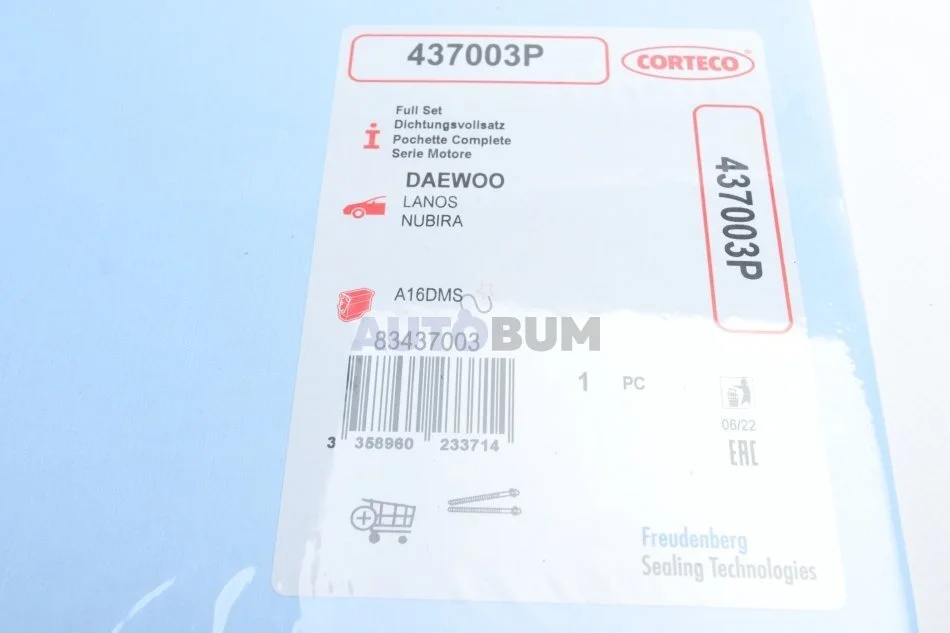 437003P
CORTECO
Full Set
Dichtungsvollsatz
Pochette Complete
Serie Motore
DAEWOO
LANOS
NUBIRA
437003P
A16DMS
AUTOBUM
83437003
1 PC
3 358960 233714
06/22
EAC
Freudenberg
Sealing Technologies